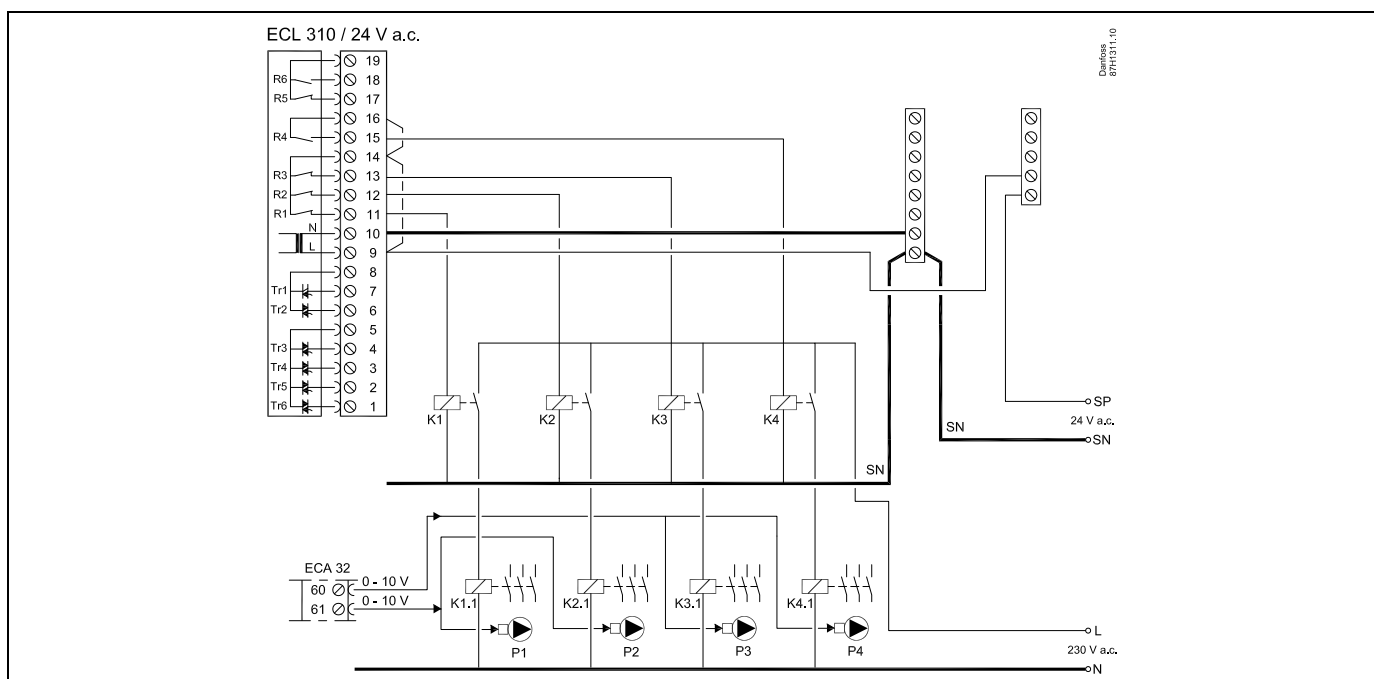 ECL 310 / 24 V a.c.
Danfoss
87H1311.10
19
R6 18
R5 17
16
R4 15
14
R3 13
R2 12
R1 11
N 10
L 9
8
Tr1 7
Tr2 6
5
Tr3 4
Tr4 3
Tr5 2
Tr6 1
K1 K2 K3 K4
SP
24 V a.c.
SN SN
SN
ECA 32
60 0 - 10 V
61 0 - 10 V
K1.1 K2.1 K3.1 K4.1
P1 P2 P3 P4
L
230 V a.c.
N